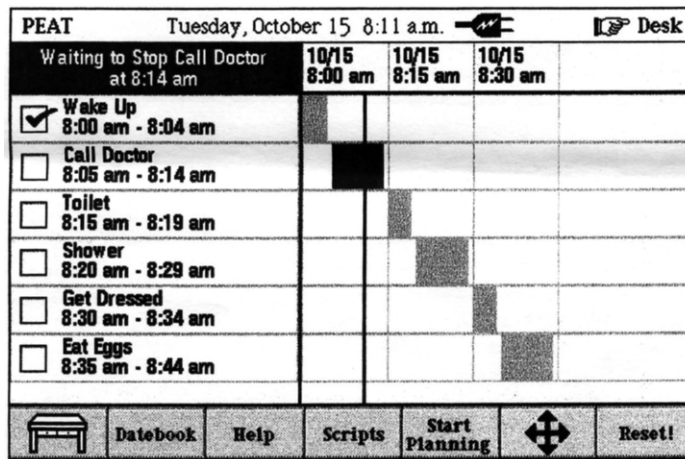 PEAT Tuesday, October 15 8:11 a.m. Desk
Waiting to Stop Call Doctor
at 8:14 am
10/15 10/15 10/15
8:00 am 8:15 am 8:30 am
Wake Up
8:00 am - 8:04 am
Call Doctor
8:05 am - 8:14 am
Toilet
8:15 am - 8:19 am
Shower
8:20 am - 8:29 am
Get Dressed
8:30 am - 8:34 am
Eat Eggs
8:35 am - 8:44 am
Datebook Help Scripts Start Planning Reset!